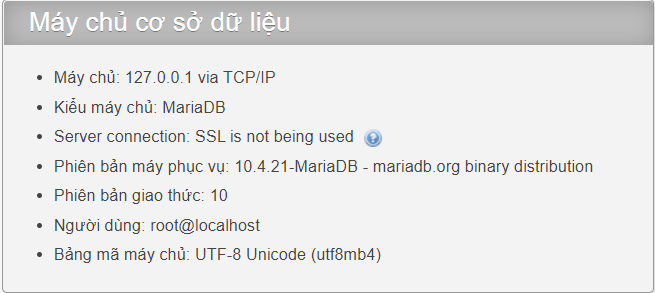 Máy chủ cơ sở dữ liệu
Máy chủ: 127.0.0.1 via TCP/IP
Kiểu máy chủ: MariaDB
Server connection: SSL is not being used
Phiên bản máy phục vụ: 10.4.21-MariaDB - mariadb.org binary distribution
Phiên bản giao thức: 10
Người dùng: root@localhost
Bảng mã máy chủ: UTF-8 Unicode (utf8mb4)